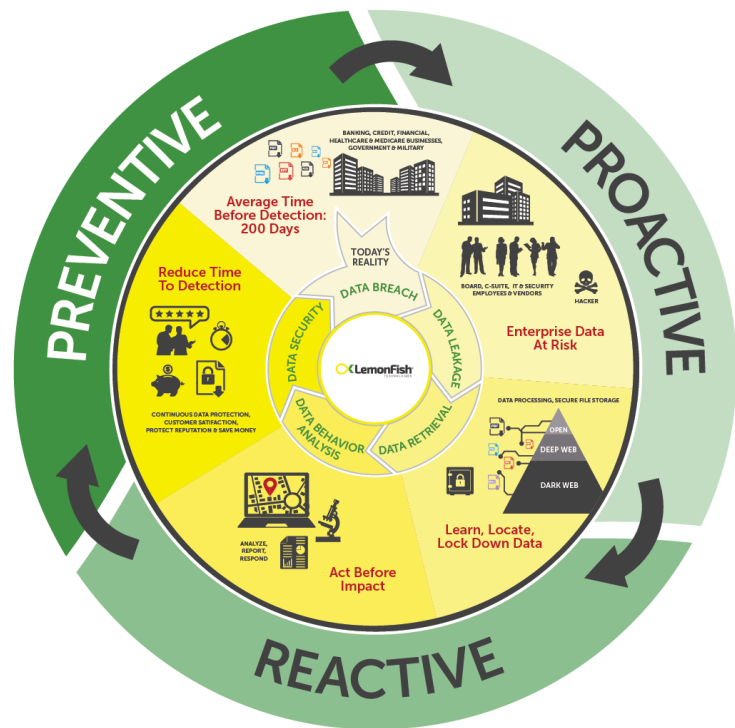 PREVENTIVE
PROACTIVE
REACTIVE
BANKING, CREDIT, FINANCIAL,
HEALTHCARE & MEDICARE BUSINESSES,
GOVERNMENT & MILITARY
Average Time
Before Detection:
200 Days
TODAY'S
REALITY
DATA BREACH
DATA LEAKAGE
DATA RETRIEVAL
DATA BEHAVIOR
ANALYSIS
DATA SECURITY
LemonFish
TECHNOLOGIES
BOARD, C-SUITE, IT & SECURITY
EMPLOYEES & VENDORS
HACKER
Enterprise Data
At Risk
DATA PROCESSING, SECURE FILE STORAGE
OPEN
DEEP WEB
DARK WEB
Learn, Locate,
Lock Down Data
ANALYZE,
REPORT,
RESPOND
Act Before
Impact
Reduce Time
To Detection
CONTINUOUS DATA PROTECTION,
CUSTOMER SATIFACTION,
PROTECT REPUTATION & SAVE MONEY